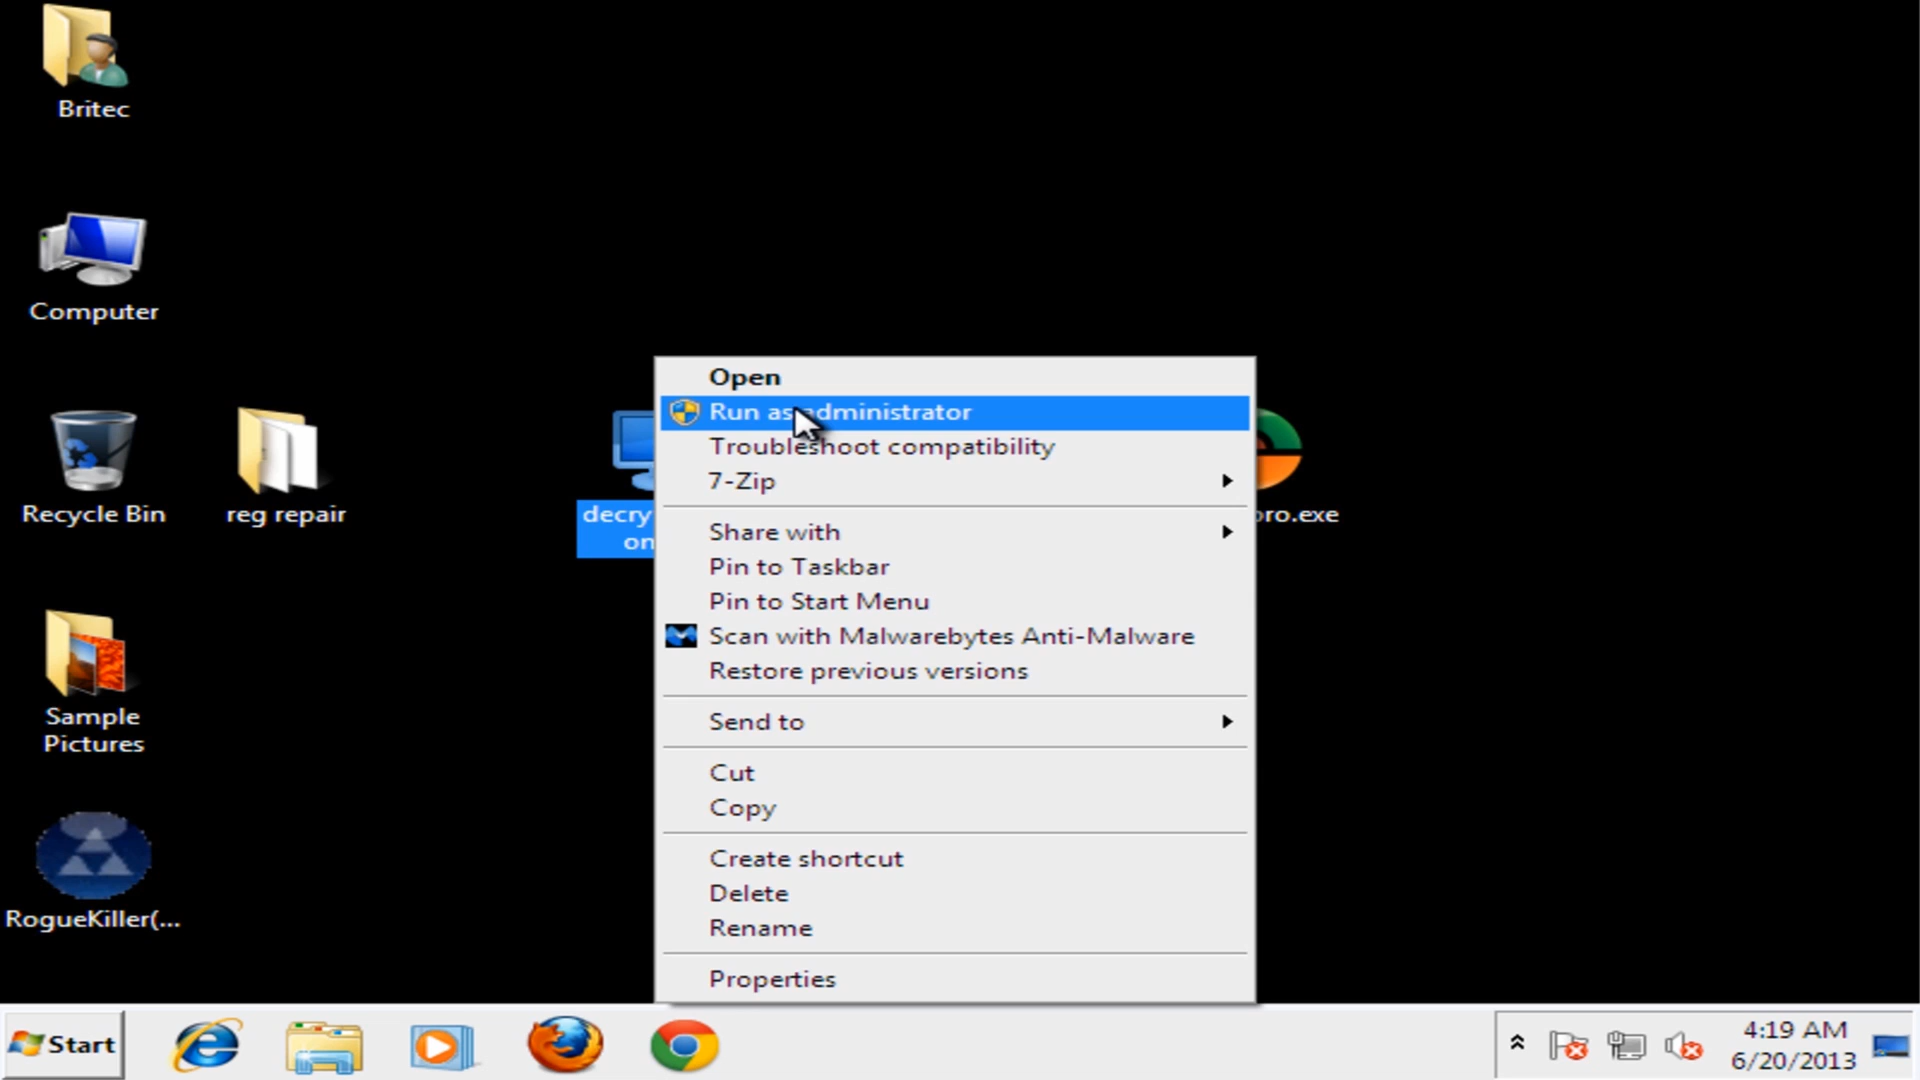 Britec
Computer
Recycle Bin
reg repair
Sample
Pictures
RogueKiller(...
decry
on
pro.exe
Open
Run as administrator
Troubleshoot compatibility
7-Zip
Share with
Pin to Taskbar
Pin to Start Menu
Scan with Malwarebytes Anti-Malware
Restore previous versions
Send to
Cut
Copy
Create shortcut
Delete
Rename
Properties
Start
4:19 AM
6/20/2013